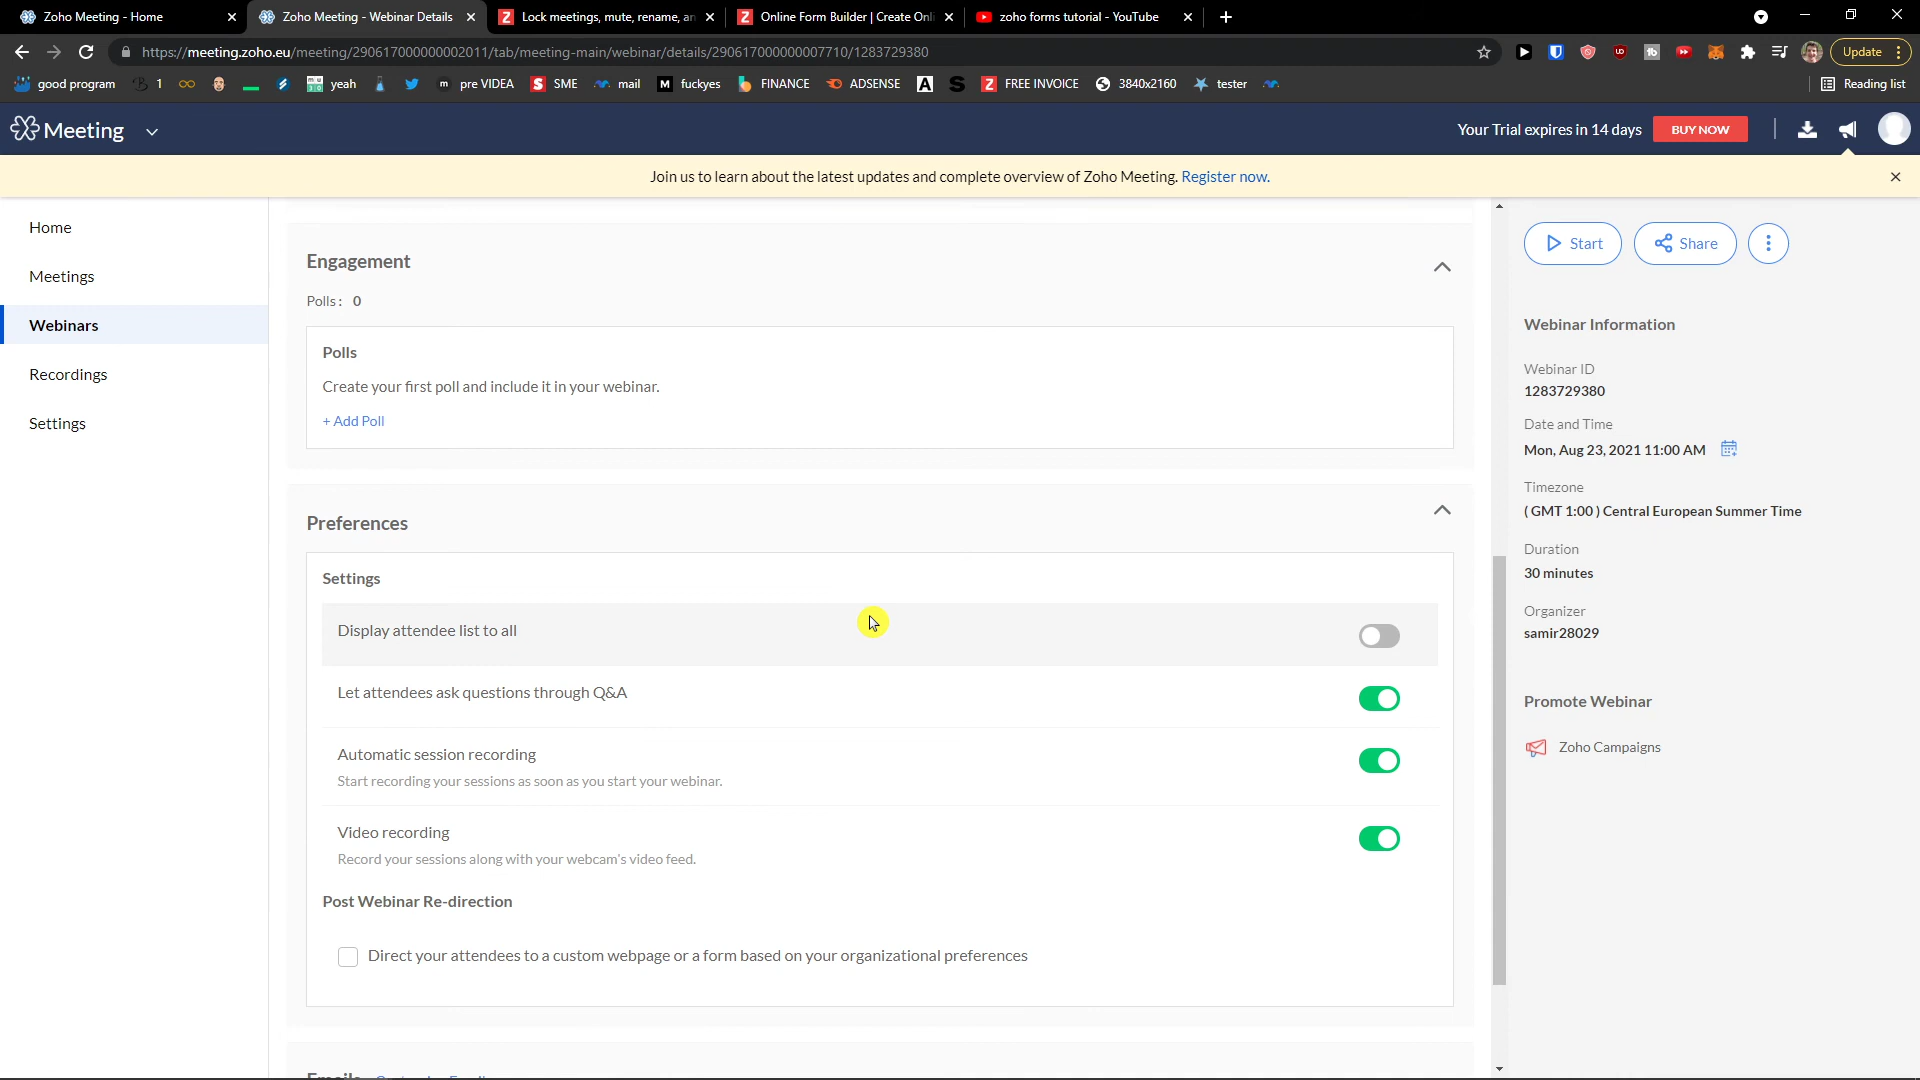 Zoho Meeting - Home
Zoho Meeting - Webinar Details
Lock meetings, mute, rename, an
Online Form Builder | Create Onli
zoho forms tutorial - YouTube
https://meeting.zoho.eu/meeting/290617000000002011/tab/meeting-main/webinar/details/290617000000007710/1283729380
Update
good program
1
yeah
pre VIDEA
SME
mail
fuckyes
FINANCE
ADSENSE
FREE INVOICE
3840x2160
tester
Reading list
Meeting
Your Trial expires in 14 days
BUY NOW
Join us to learn about the latest updates and complete overview of Zoho Meeting. Register now.
Home
Meetings
Webinars
Recordings
Settings
Engagement
Polls: 0
Polls
Create your first poll and include it in your webinar.
+ Add Poll
Preferences
Settings
Display attendee list to all
Let attendees ask questions through Q&A
Automatic session recording
Start recording your sessions as soon as you start your webinar.
Video recording
Record your sessions along with your webcam's video feed.
Post Webinar Re-direction
Direct your attendees to a custom webpage or a form based on your organizational preferences
Start
Share
Webinar Information
Webinar ID
1283729380
Date and Time
Mon, Aug 23, 2021 11:00 AM
Timezone
( GMT 1:00 ) Central European Summer Time
Duration
30 minutes
Organizer
samir28029
Promote Webinar
Zoho Campaigns